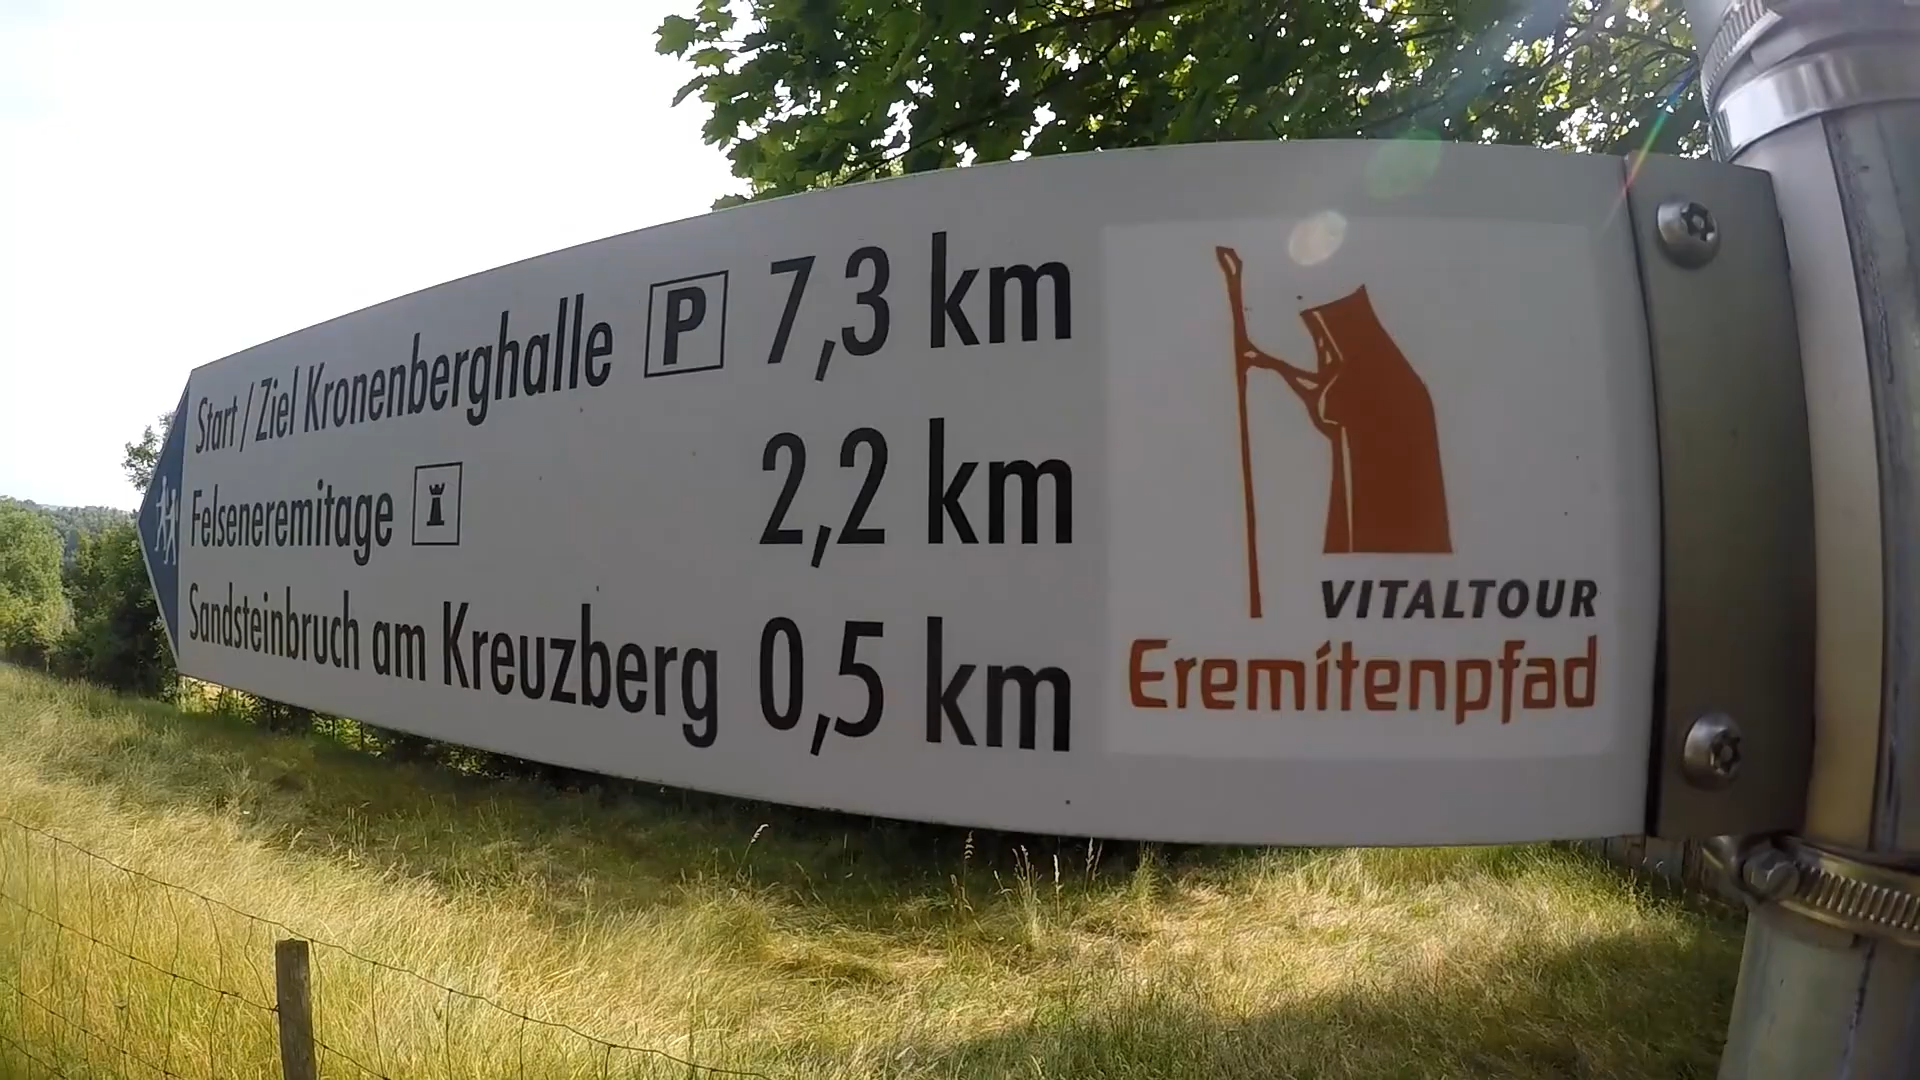 Start / Ziel Kronenberghalle P 7,3 km
Felseneremitage 2,2 km
Sandsteinbruch am Kreuzberg 0,5 km
VITALTOUR
Eremitenpfad